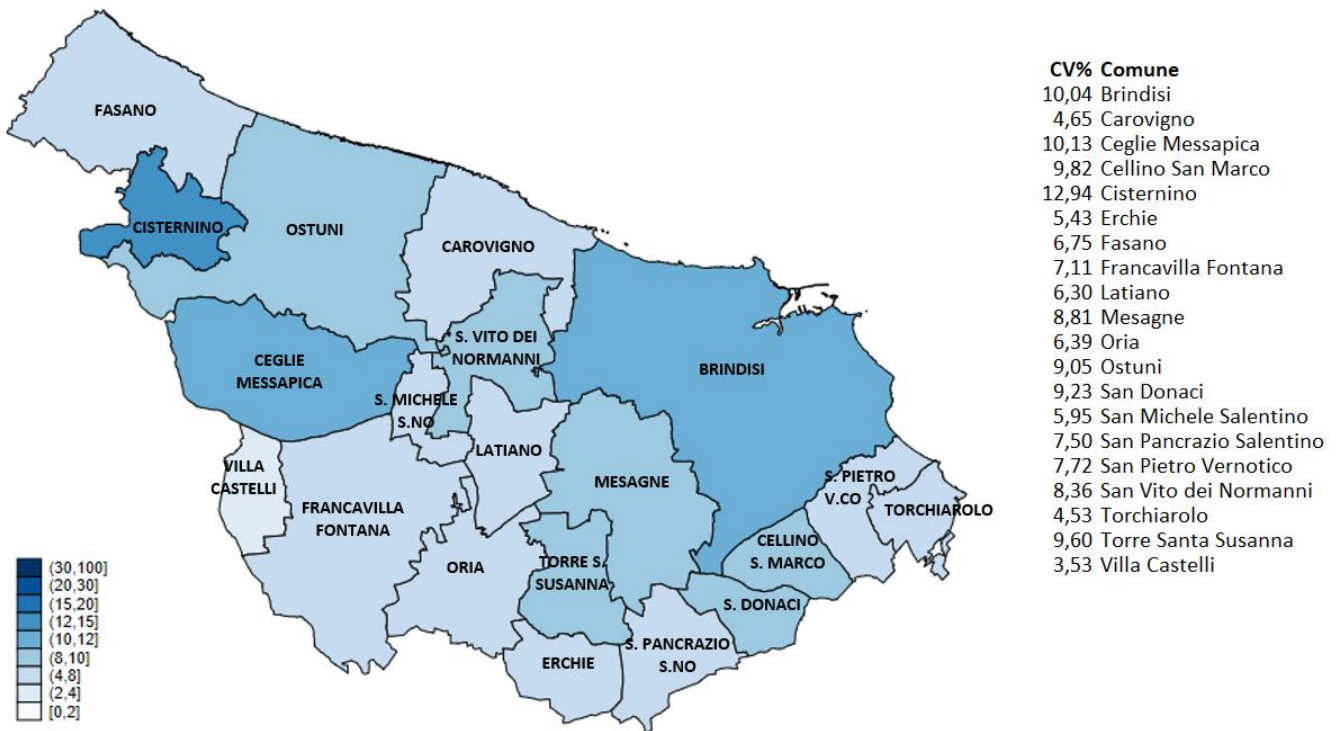 FASANO
CISTERNINO
OSTUNI
CAROVIGNO
S. VITO DEI
NORMANNI
CEGLIE
MESSAPICA
S. MICHELE
S.NO
BRINDISI
LATIANO
MESAGNE
VILLA
CASTELLI
FRANCAVILLA
FONTANA
S. PIETRO
V.CO
TORCHIAROLO
CELLINO
S. MARCO
ORIA
TORRE S.
SUSANNA
S. DONACI
ERCHIE
S. PANCRAZIO
S.NO
(30,100]
(20,30]
(15,20]
(12,15]
(10,12]
(8,10]
(4,8]
(2,4]
[0,2]
CV% Comune
10,04 Brindisi
4,65 Carovigno
10,13 Ceglie Messapica
9,82 Cellino San Marco
12,94 Cisternino
5,43 Erchie
6,75 Fasano
7,11 Francavilla Fontana
6,30 Latiano
8,81 Mesagne
6,39 Oria
9,05 Ostuni
9,23 San Donaci
5,95 San Michele Salentino
7,50 San Pancrazio Salentino
7,72 San Pietro Vernotico
8,36 San Vito dei Normanni
4,53 Torchiarolo
9,60 Torre Santa Susanna
3,53 Villa Castelli